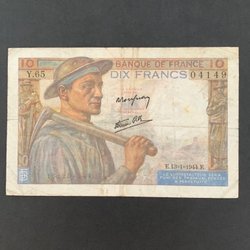 10 BANQUE DE FRANCE 10
Y.65 DIX FRANCS 04149
E.13-1-1944.E.
LE CONTREFACTEUR SERA
PUNI DES TRAVAUX FORCÉS
À PERPÉTUITÉ